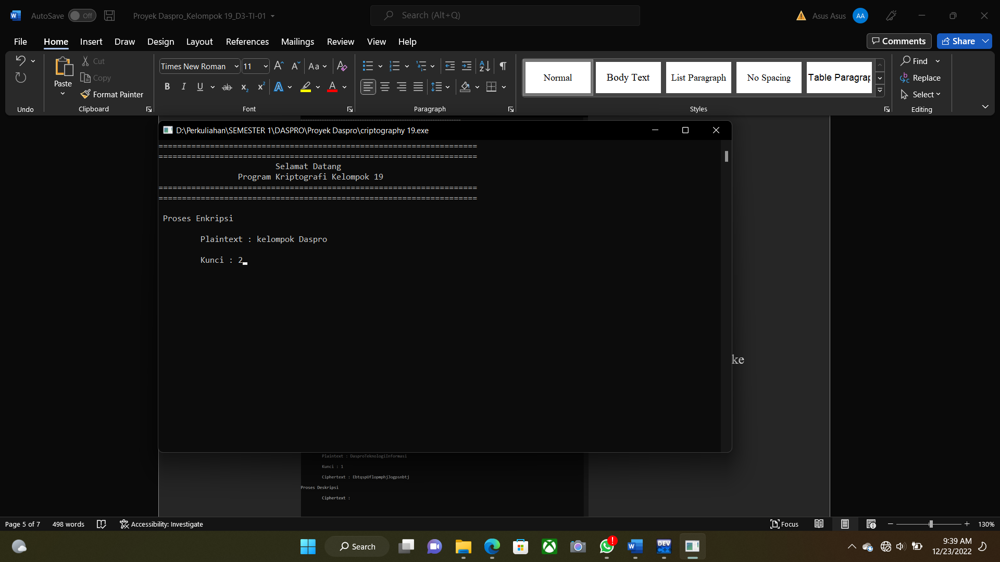 AutoSave Off Proyek Daspro_Kelompok 19_D3-TI-01 Search (Alt+Q) Asus Asus AA
File Home Insert Draw Design Layout References Mailings Review View Help Comments Share
Paste Cut Copy Format Painter
Times New Roman 11 Aa
Normal Body Text List Paragraph No Spacing Table Paragrap
Find Replace Select
Undo Clipboard Font Paragraph Styles Editing
D:\Perkuliahan\SEMESTER 1\DASPRO\Proyek Daspro\criptography 19.exe
====================================================================
====================================================================
Selamat Datang
Program Kriptografi Kelompok 19
====================================================================
====================================================================
Proses Enkripsi
Plaintext : kelompok Daspro
Kunci : 2
ke
Plaintext : DasproTeknologiInformasi
Kunci : 1
Ciphertext : EbtqspUflopmphjJogpsnbtj
Proses Deskripsi
Ciphertext :
Page 5 of 7 498 words Accessibility: Investigate Focus 130%
Search DEV C++ 9:39 AM
12/23/2022